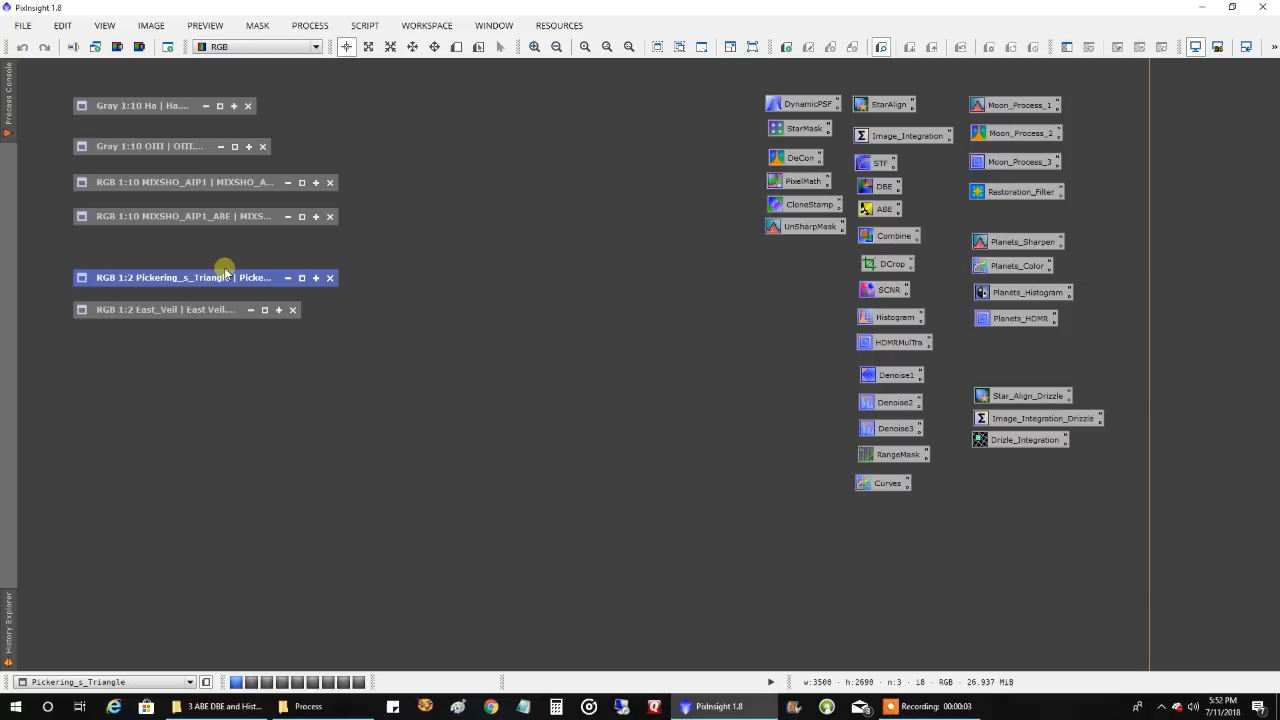 PixInsight 1.8
FILE EDIT VIEW IMAGE PREVIEW MASK PROCESS SCRIPT WORKSPACE WINDOW RESOURCES
RGB
Process Console
Gray 1:10 Ha | Ha....
Gray 1:10 OIII | OIII....
RGB 1:10 MIXSHO_AIP1 | MIXSHO_A...
RGB 1:10 MIXSHO_AIP1_ABE | MIXS...
RGB 1:2 Pickering_s_Triangle | Picke...
RGB 1:2 East_Veil | East Veil....
DynamicPSF
StarMask
DeCon
PixelMath
CloneStamp
UnSharpMask
StarAlign
Image_Integration
STF
DBE
ABE
Combine
DCrop
SCNR
Histogram
HDMRMulTra
Denoise1
Denoise2
Denoise3
RangeMask
Curves
Moon_Process_1
Moon_Process_2
Moon_Process_3
Restoration_Filter
Planets_Sharpen
Planets_Color
Planets_Histogram
Planets_HDMR
Star_Align_Drizzle
Image_Integration_Drizzle
Drizle_Integration
History Explorer
Pickering_s_Triangle
w:3500 · h:2690 · n:3 · i8 · RGB · 26.937 MiB
3 ABE DBE and Hist...
Process
PixInsight 1.8
Recording: 00:00:03
5:52 PM
7/11/2018